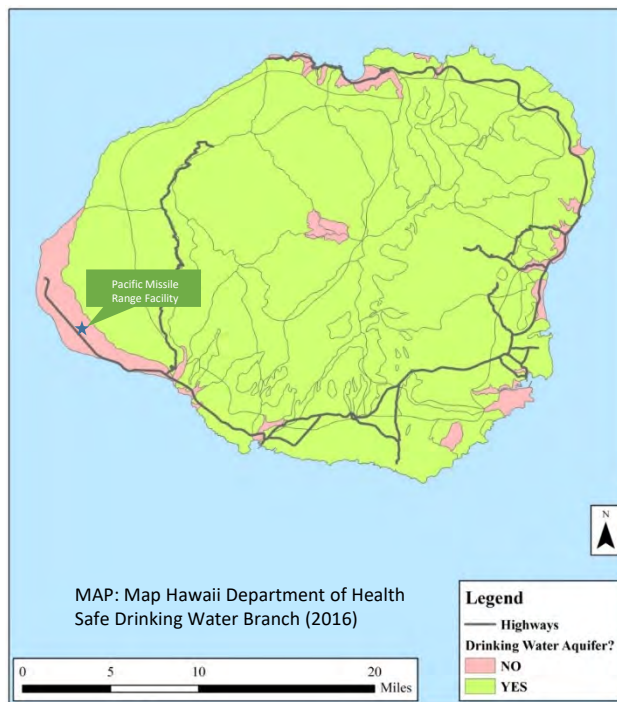 Pacific Missile
Range Facility
N
MAP: Map Hawaii Department of Health
Safe Drinking Water Branch (2016)
Legend
Highways
Drinking Water Aquifer?
NO
YES
0 5 10 20
Miles